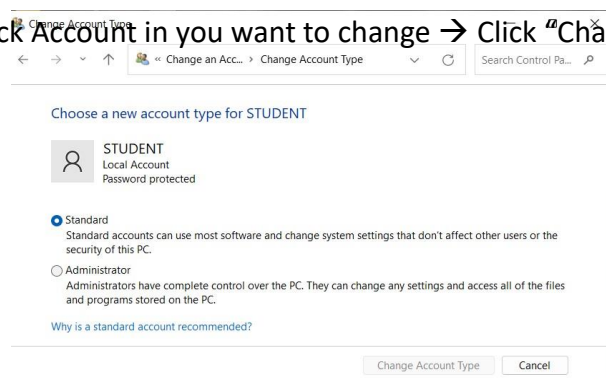 Change Account Type
ck Account in you want to change → Click “Cha
« Change an Acc... › Change Account Type
Search Control Pa...
Choose a new account type for STUDENT
STUDENT
Local Account
Password protected
Standard
Standard accounts can use most software and change system settings that don't affect other users or the
security of this PC.
Administrator
Administrators have complete control over the PC. They can change any settings and access all of the files
and programs stored on the PC.
Why is a standard account recommended?
Change Account Type
Cancel